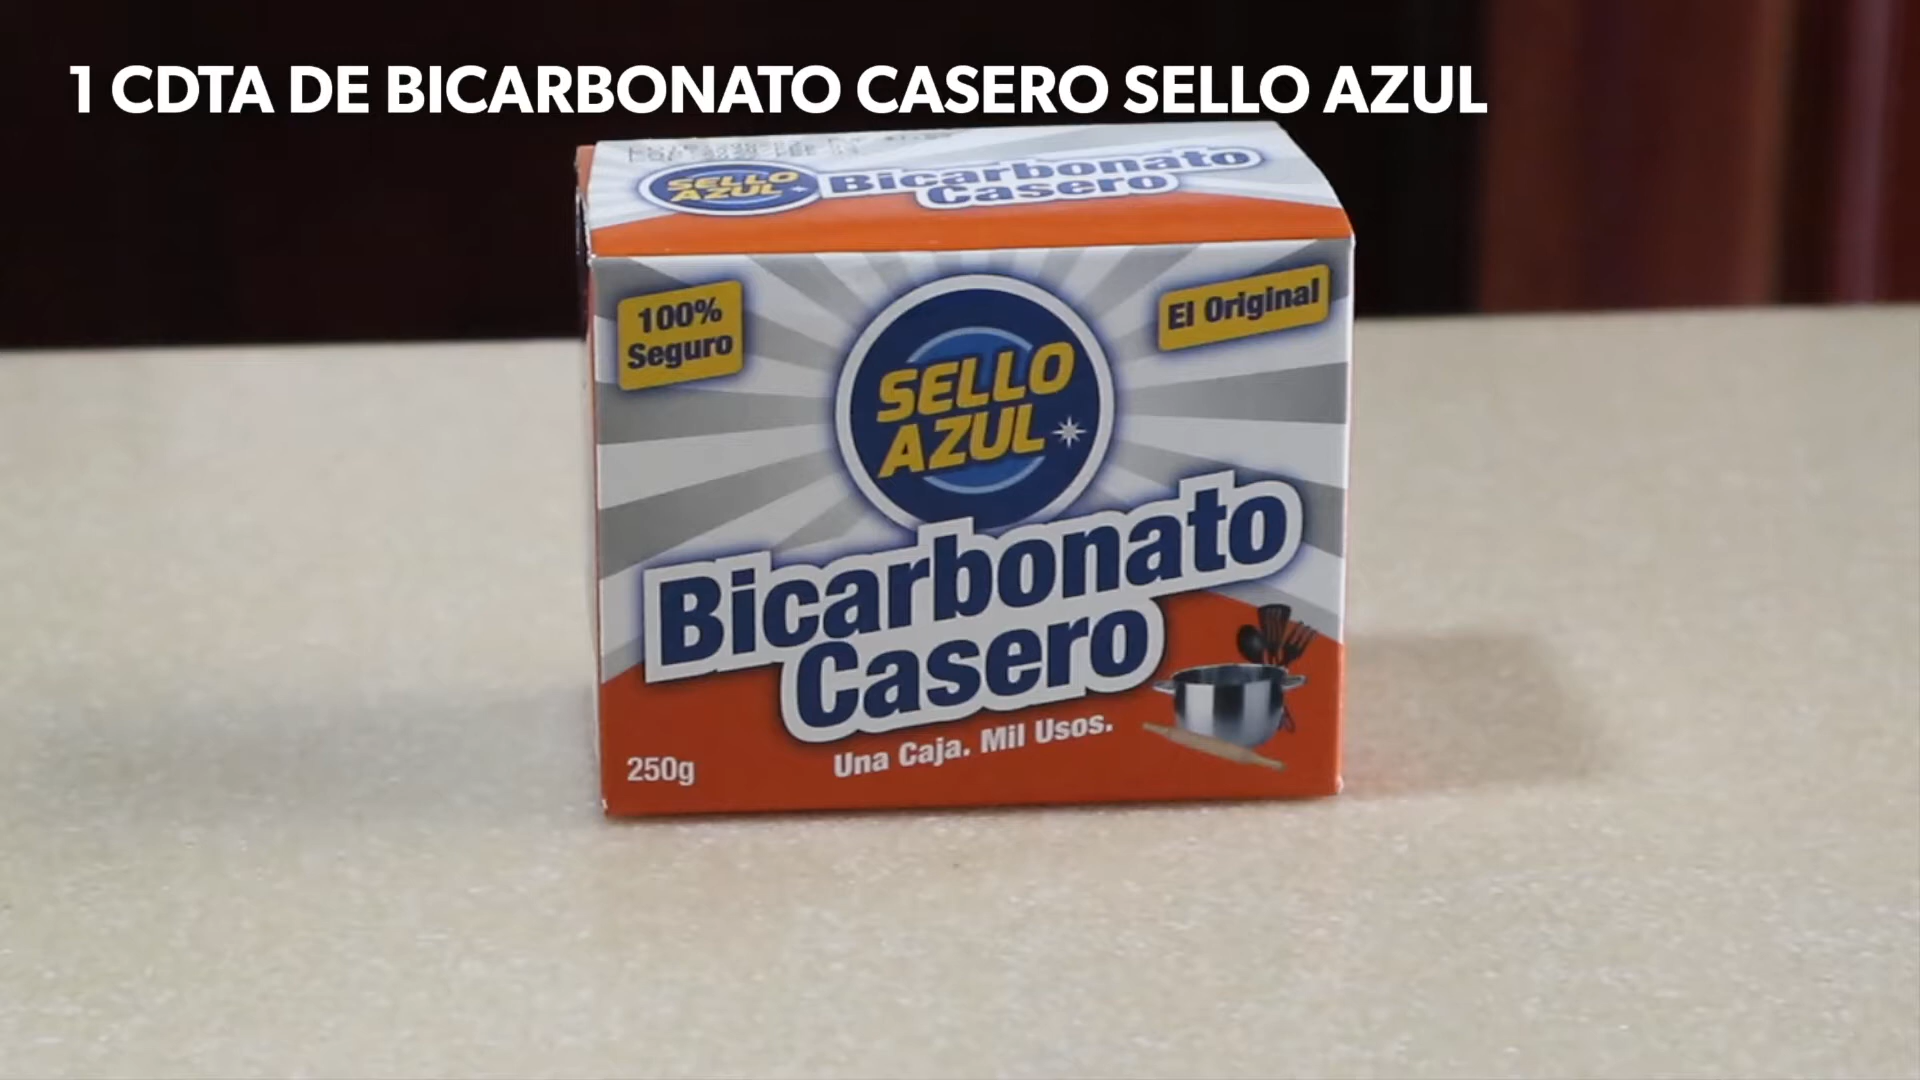 1 CDTA DE BICARBONATO CASERO SELLO AZUL
SELLO
AZUL
Bicarbonato
Casero
100%
Seguro
El Original
SELLO
AZUL
Bicarbonato
Casero
Una Caja. Mil Usos.
250g